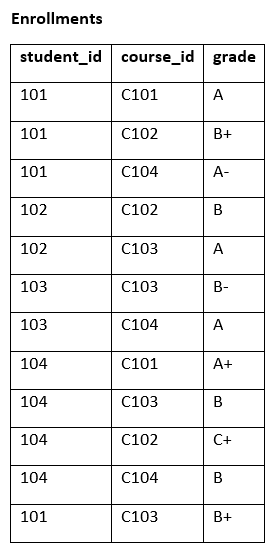 Enrollments
student_id course_id grade
101 C101 A
101 C102 B+
101 C104 A-
102 C102 B
102 C103 A
103 C103 B-
103 C104 A
104 C101 A+
104 C103 B
104 C102 C+
104 C104 B
101 C103 B+